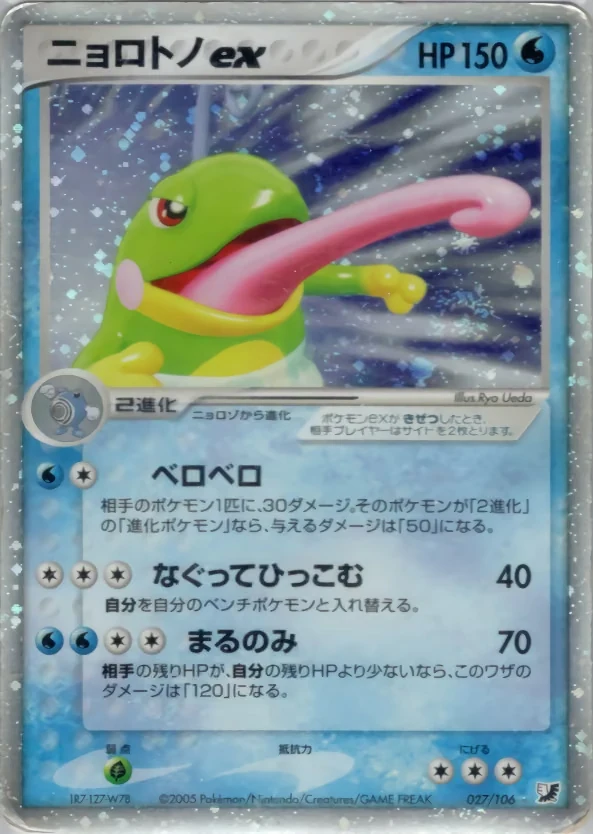 ニョロトノex HP150
Illus.Ryo Ueda
2進化
ニョロゾから進化
ポケモンexが きぜつしたとき、
相手プレイヤーはサイドを2枚とります。
ベロベロ
相手のポケモン1匹に、30ダメージ。そのポケモンが「2進化」
の「進化ポケモン」なら、与えるダメージは「50」になる。
なぐってひっこむ 40
自分を自分のベンチポケモンと入れ替える。
まるのみ 70
相手の残りHPが、自分の残りHPより少ないなら、このワザの
ダメージは「120」になる。
弱点 抵抗力 にげる
1R7-127-W78 ©2005 Pokémon/Nintendo/Creatures/GAME FREAK 027/106